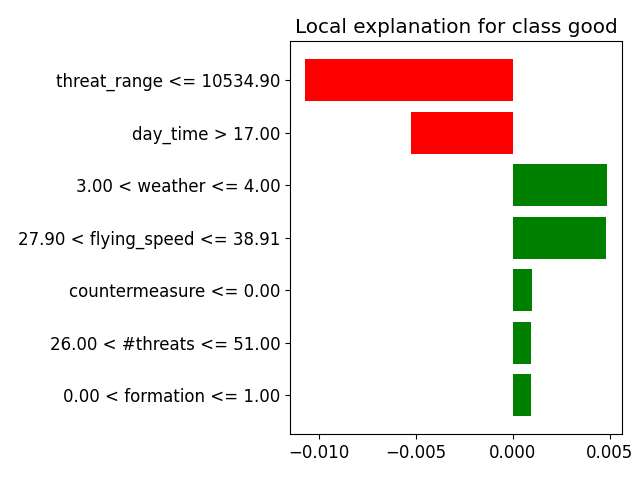 Local explanation for class good
threat_range <= 10534.90
day_time > 17.00
3.00 < weather <= 4.00
27.90 < flying_speed <= 38.91
countermeasure <= 0.00
26.00 < #threats <= 51.00
0.00 < formation <= 1.00
−0.010 −0.005 0.000 0.005